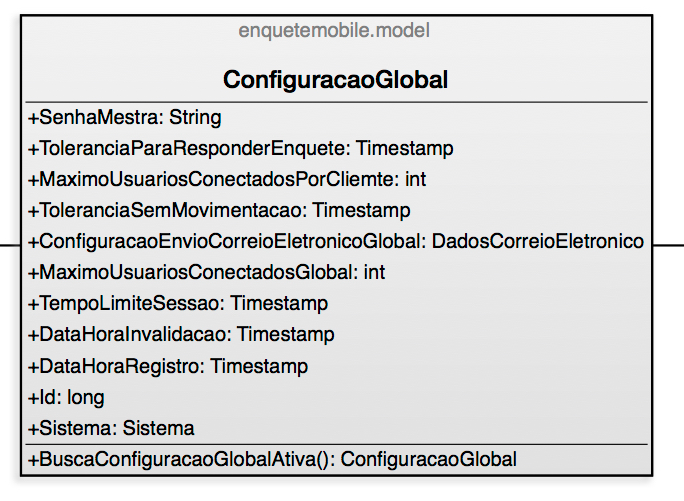 enquetemobile.model
ConfiguracaoGlobal
+SenhaMestra: String
+ToleranciaParaResponderEnquete: Timestamp
+MaximoUsuariosConectadosPorCliemte: int
+ToleranciaSemMovimentacao: Timestamp
+ConfiguracaoEnvioCorreioEletronicoGlobal: DadosCorreioEletronico
+MaximoUsuariosConectadosGlobal: int
+TempoLimiteSessao: Timestamp
+DataHoraInvalidacao: Timestamp
+DataHoraRegistro: Timestamp
+Id: long
+Sistema: Sistema
+BuscaConfiguracaoGlobalAtiva(): ConfiguracaoGlobal